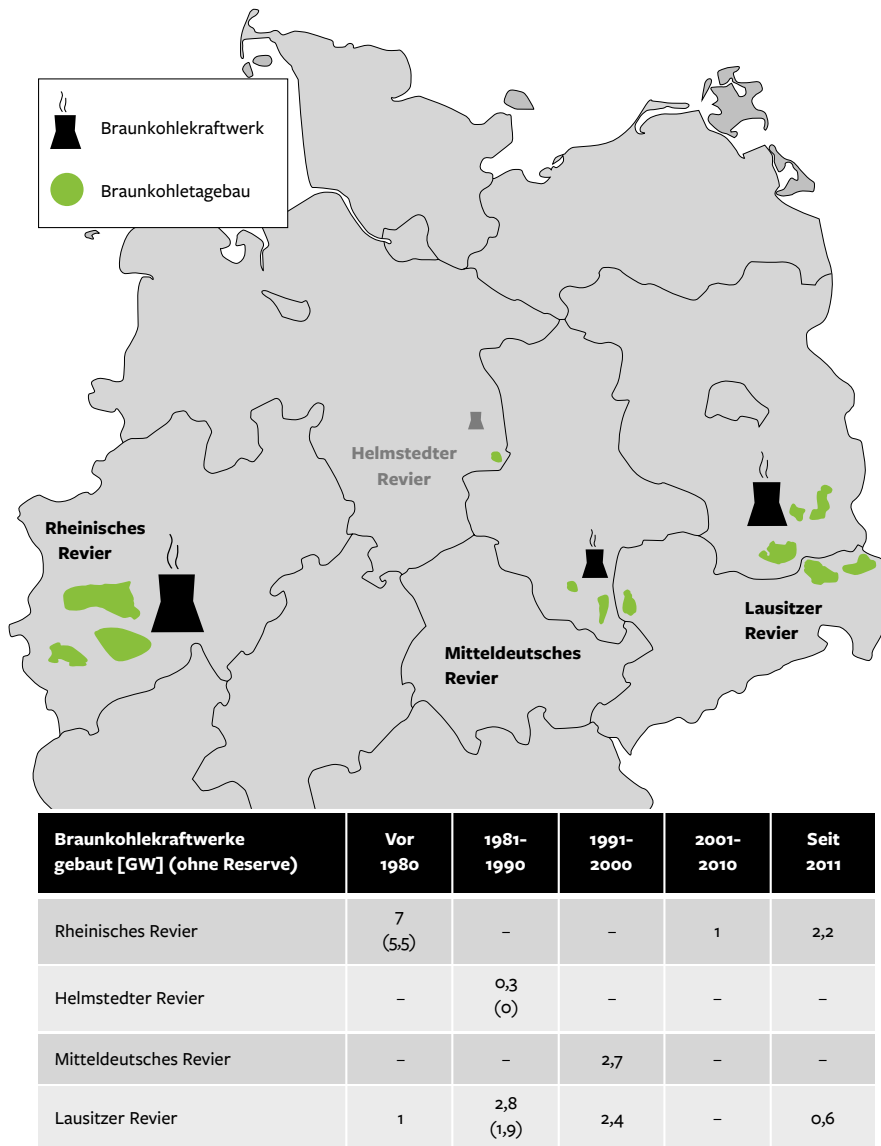 Braunkohlekraftwerk
Braunkohletagebau
Helmstedter
Revier
Rheinisches
Revier
Lausitzer
Revier
Mitteldeutsches
Revier
Braunkohlekraftwerke
gebaut [GW] (ohne Reserve)
Vor
1980
1981-
1990
1991-
2000
2001-
2010
Seit
2011
Rheinisches Revier
7
(5,5)
–
–
1
2,2
Helmstedter Revier
–
0,3
(0)
–
–
–
Mitteldeutsches Revier
–
–
2,7
–
–
Lausitzer Revier
1
2,8
(1,9)
2,4
–
0,6